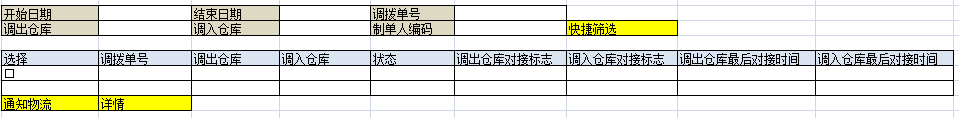 开始日期 结束日期 调拨单号
调出仓库 调入仓库 制单人编码 快捷筛选
选择 调拨单号 调出仓库 调入仓库 状态 调出仓库对接标志 调入仓库对接标志 调出仓库最后对接时间 调入仓库最后对接时间
通知物流 详情